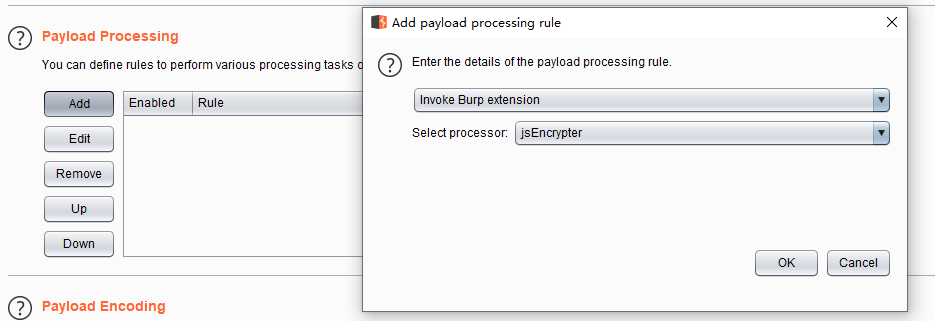 Payload Processing
You can define rules to perform various processing tasks
Add
Edit
Remove
Up
Down
Enabled
Rule
Payload Encoding
Add payload processing rule
Enter the details of the payload processing rule.
Invoke Burp extension
Select processor:
jsEncrypter
OK
Cancel